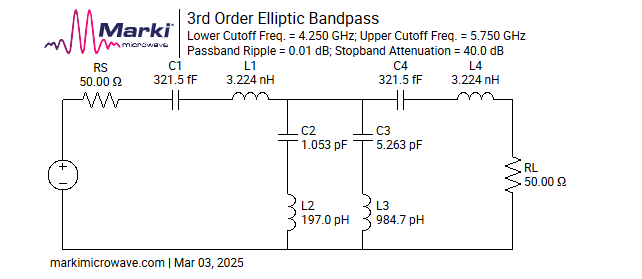 Marki
microwave
3rd Order Elliptic Bandpass
Lower Cutoff Freq. = 4.250 GHz; Upper Cutoff Freq. = 5.750 GHz
Passband Ripple = 0.01 dB; Stopband Attenuation = 40.0 dB
RS
50.00 Ω
C1
321.5 fF
L1
3.224 nH
C4
321.5 fF
L4
3.224 nH
C2
1.053 pF
C3
5.263 pF
RL
50.00 Ω
L2
197.0 pH
L3
984.7 pH
markimicrowave.com | Mar 03, 2025